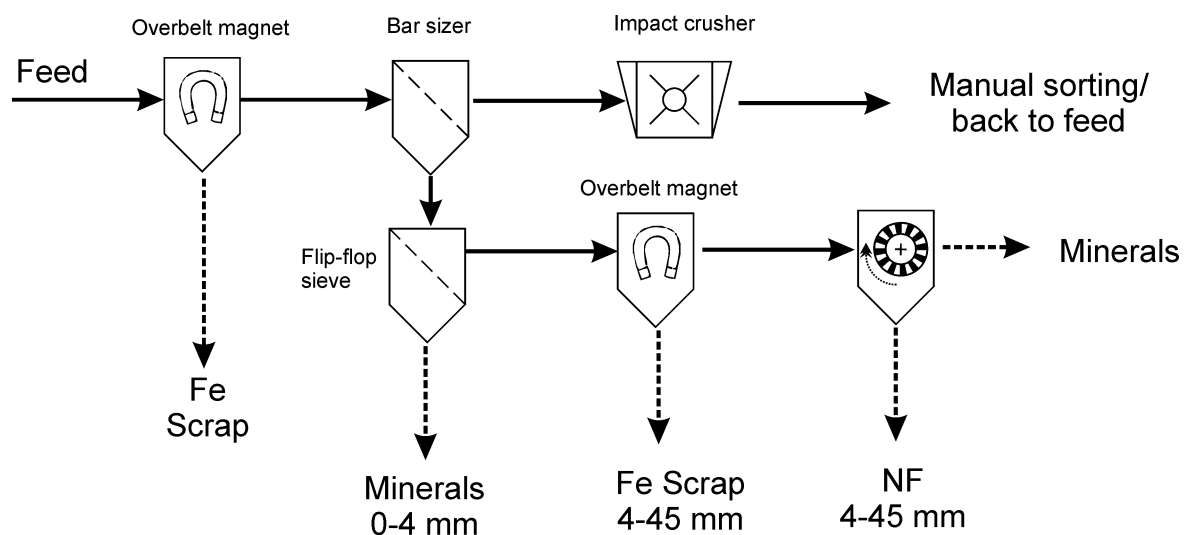 Overbelt magnet
Bar sizer
Impact crusher
Feed
Manual sorting/
back to feed
Overbelt magnet
Flip-flop
sieve
Minerals
Fe
Scrap
Minerals
0-4 mm
Fe Scrap
4-45 mm
NF
4-45 mm